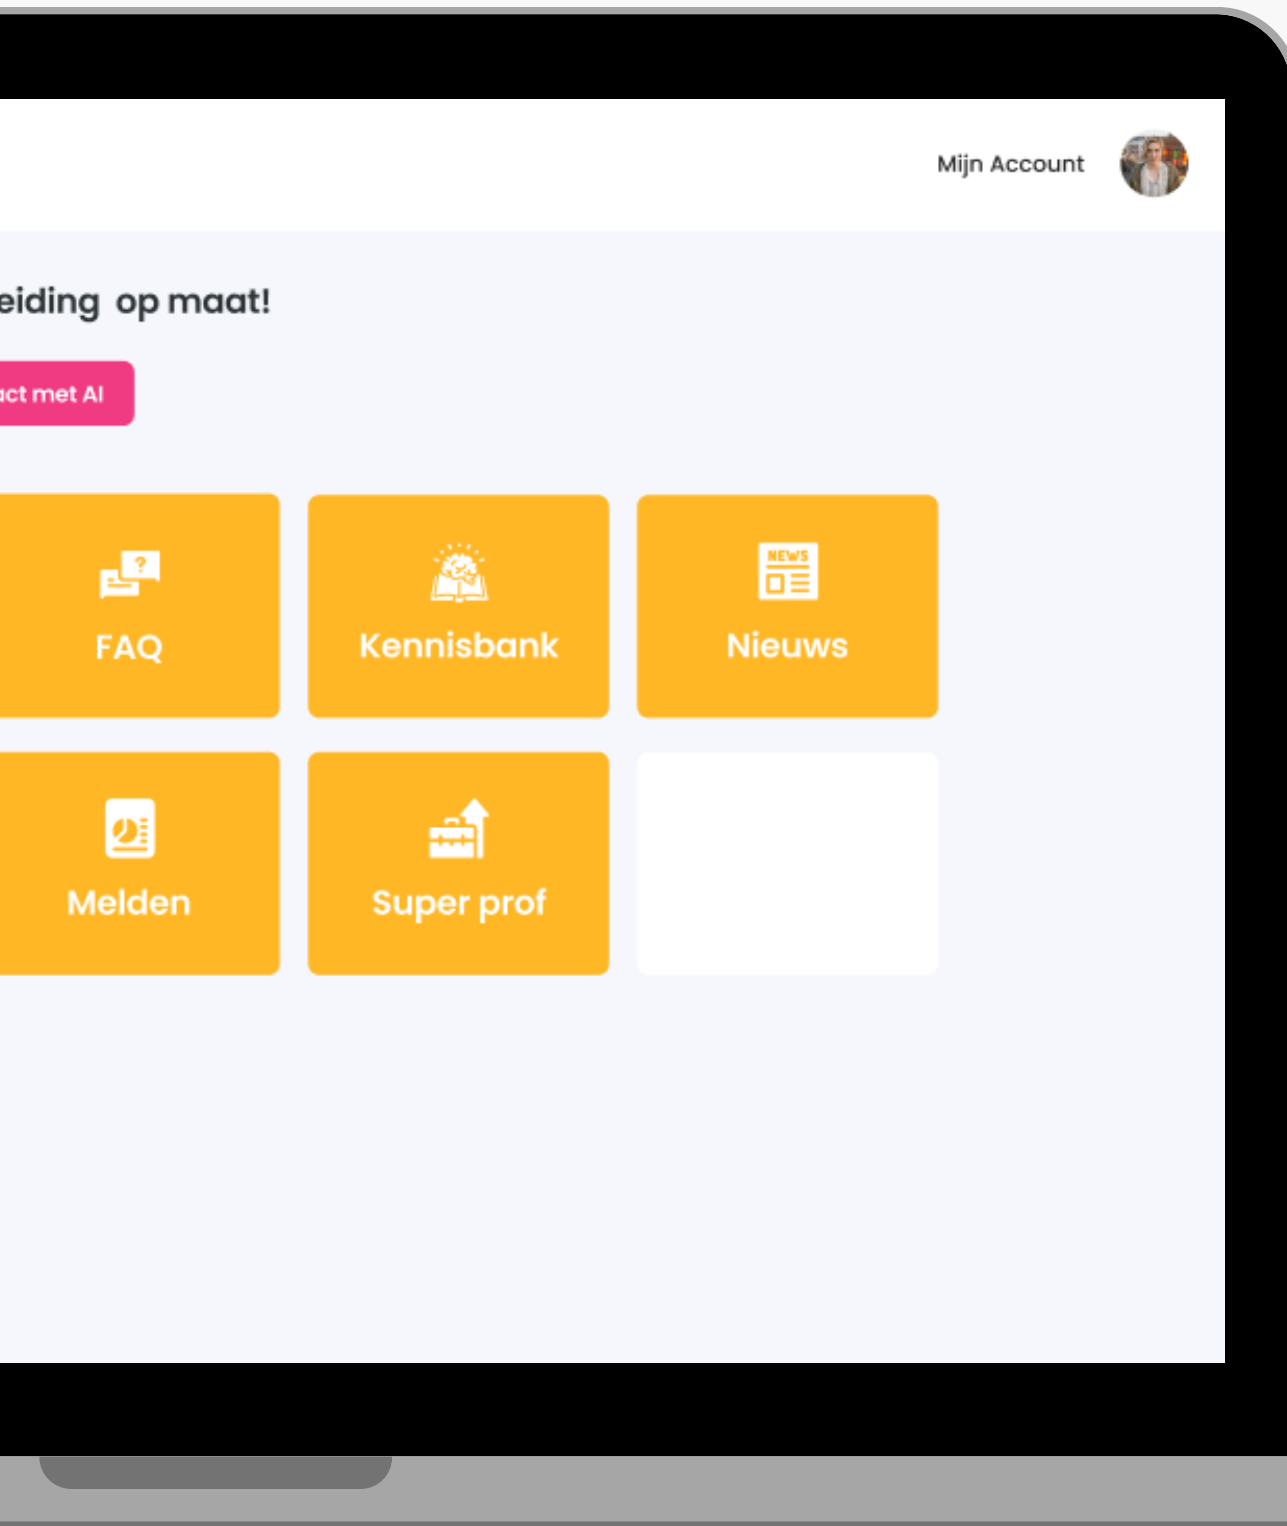 Mijn Account
eiding op maat!
act met AI
?
NEWS
FAQ
Kennisbank
Nieuws
Melden
Super prof